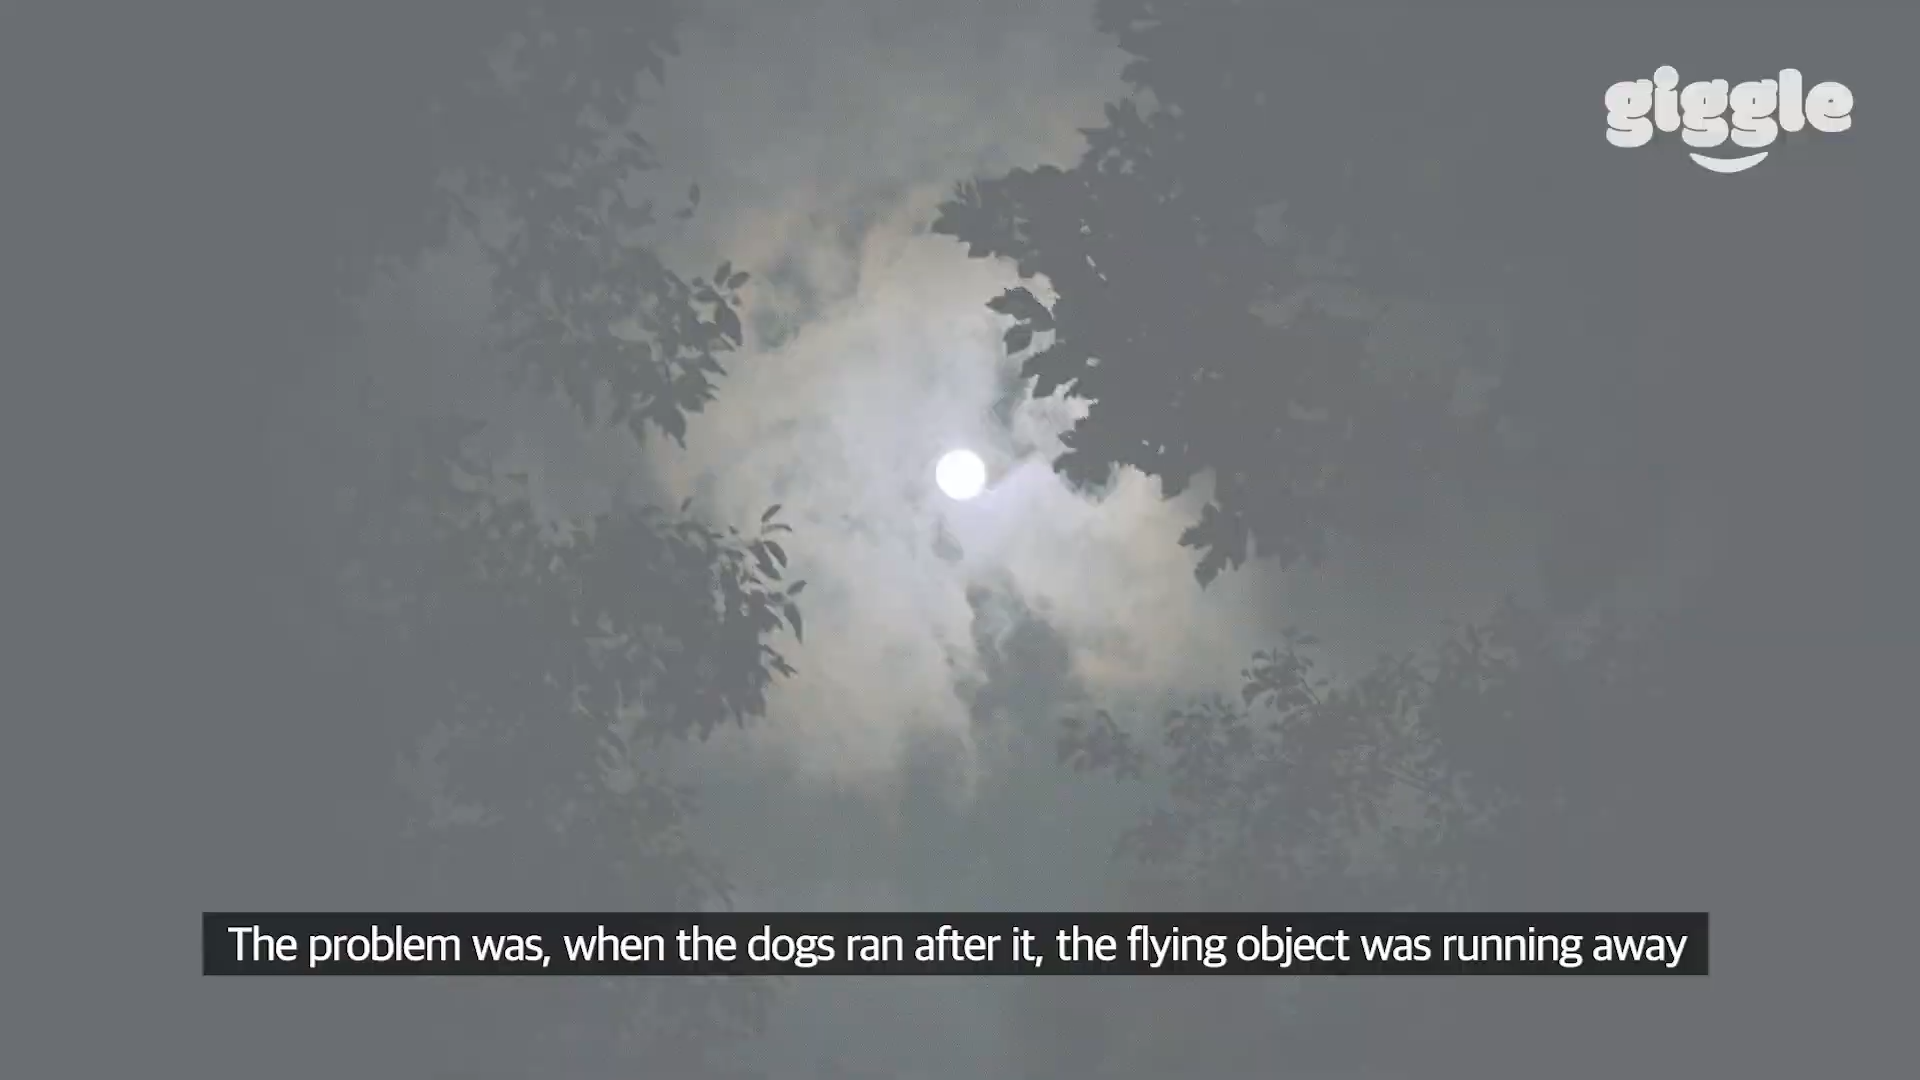 giggle
The problem was, when the dogs ran after it, the flying object was running away